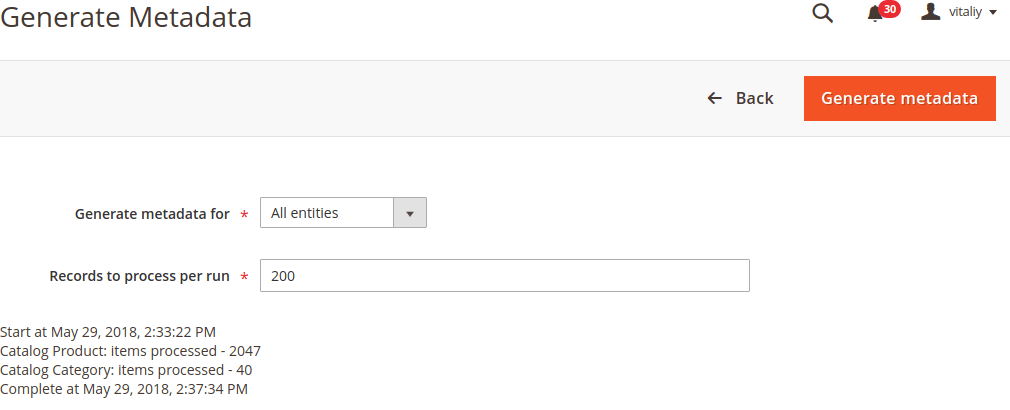 Generate Metadata
30
vitaliy
Back
Generate metadata
Generate metadata for *
All entities
Records to process per run *
200
Start at May 29, 2018, 2:33:22 PM
Catalog Product: items processed - 2047
Catalog Category: items processed - 40
Complete at May 29, 2018, 2:37:34 PM